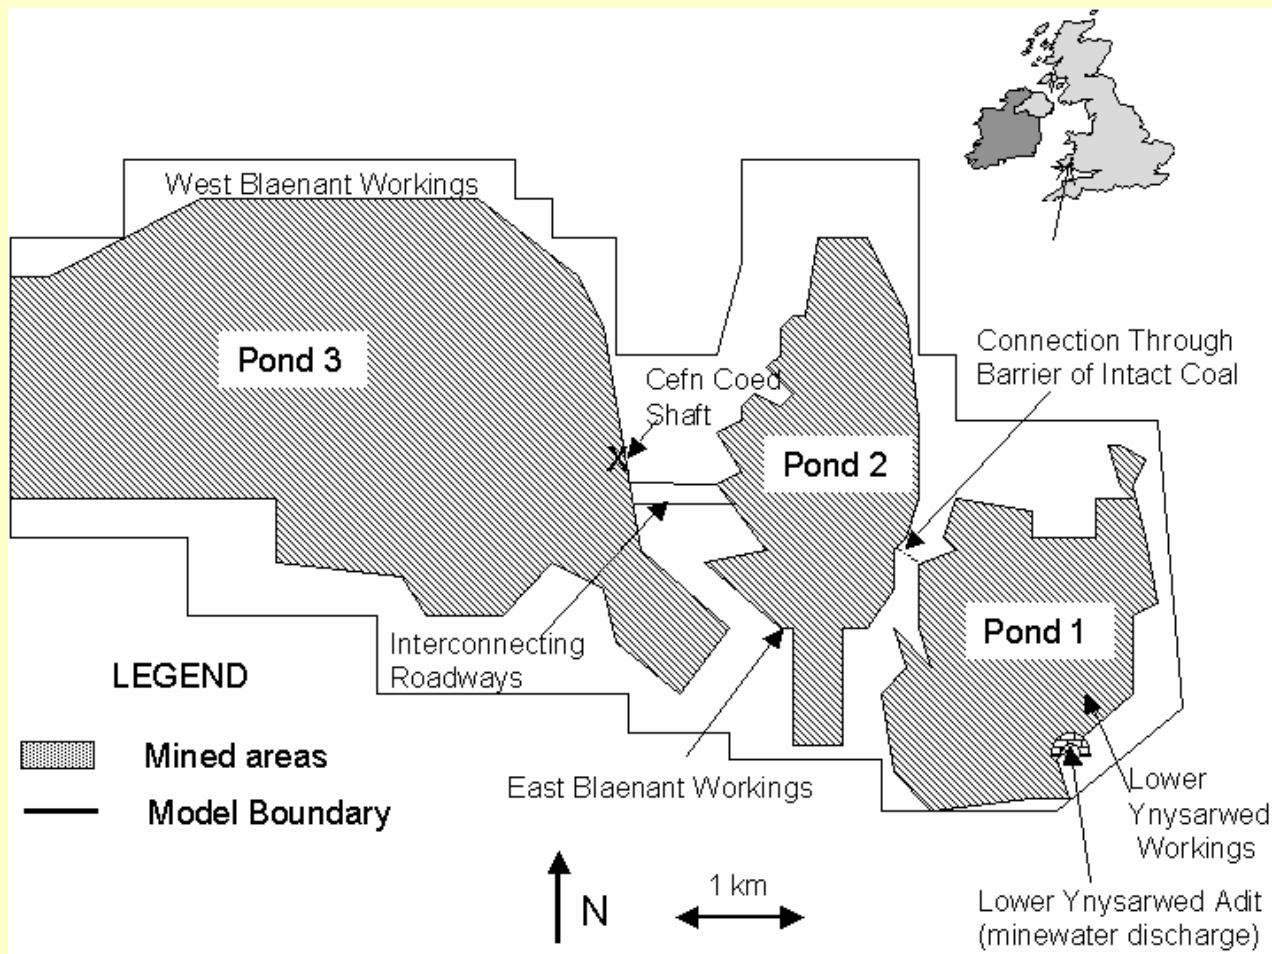 West Blaenant Workings
Pond 3
Cefn Coed
Shaft
X
Pond 2
Connection Through
Barrier of Intact Coal
Pond 1
Interconnecting
Roadways
LEGEND
Mined areas
Model Boundary
East Blaenant Workings
Lower
Ynysarwed
Workings
N
1 km
Lower Ynysarwed Adit
(minewater discharge)